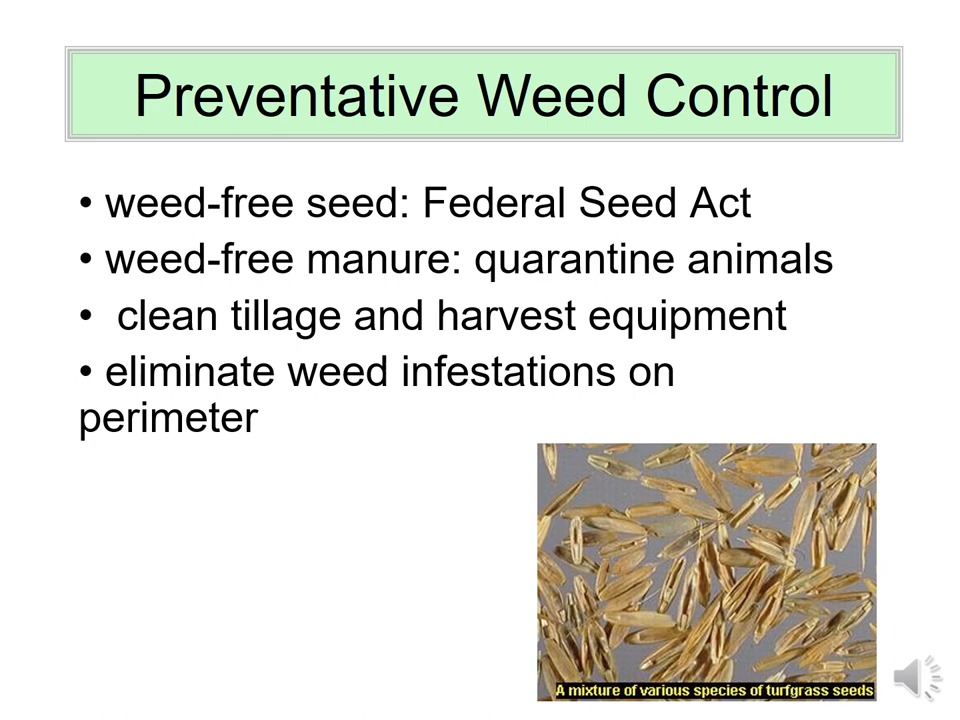 Preventative Weed Control
• weed-free seed: Federal Seed Act
• weed-free manure: quarantine animals
• clean tillage and harvest equipment
• eliminate weed infestations on
perimeter
A mixture of various species of turfgrass seeds